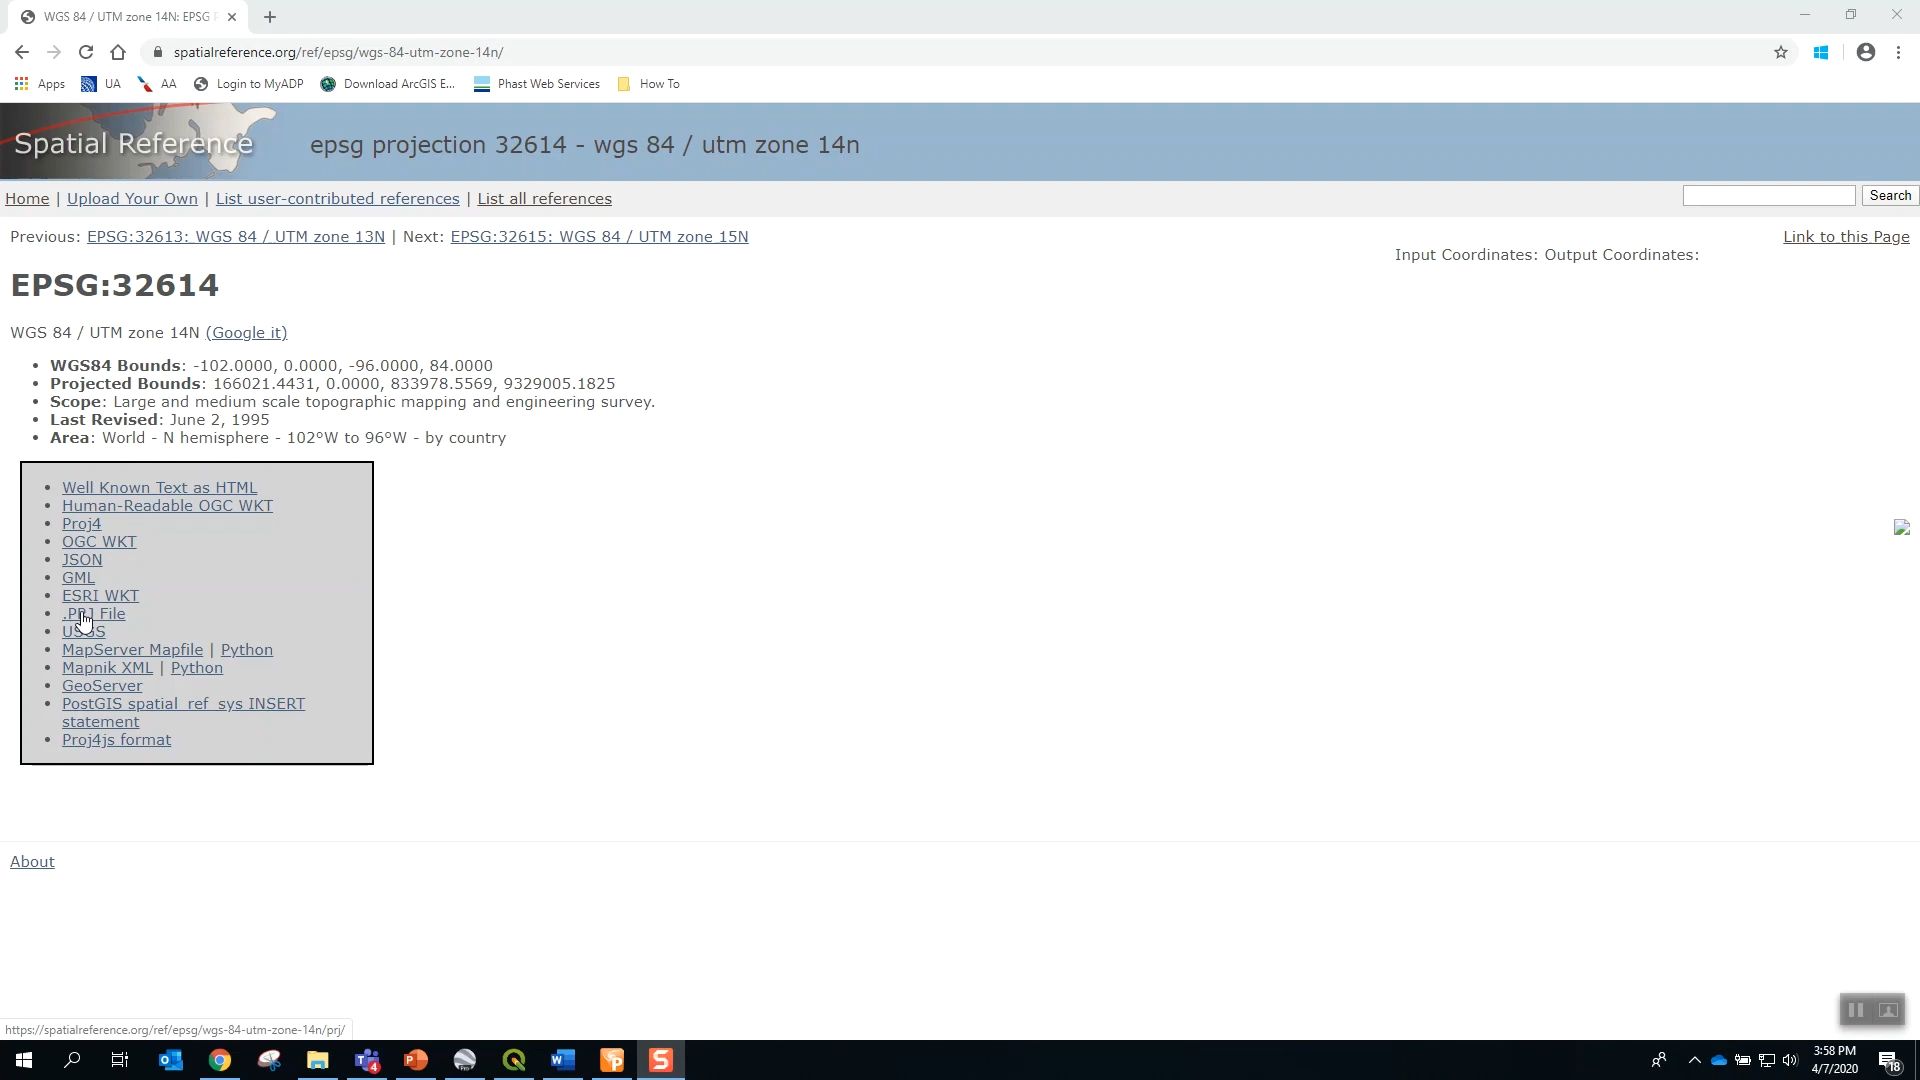 WGS 84 / UTM zone 14N: EPSG P
spatialreference.org/ref/epsg/wgs-84-utm-zone-14n/
Apps UA AA Login to MyADP Download ArcGIS E... Phast Web Services How To
Spatial Reference epsg projection 32614 - wgs 84 / utm zone 14n
Home | Upload Your Own | List user-contributed references | List all references Search
Previous: EPSG:32613: WGS 84 / UTM zone 13N | Next: EPSG:32615: WGS 84 / UTM zone 15N Link to this Page
Input Coordinates: Output Coordinates:
EPSG:32614
WGS 84 / UTM zone 14N (Google it)
• WGS84 Bounds: -102.0000, 0.0000, -96.0000, 84.0000
• Projected Bounds: 166021.4431, 0.0000, 833978.5569, 9329005.1825
• Scope: Large and medium scale topographic mapping and engineering survey.
• Last Revised: June 2, 1995
• Area: World - N hemisphere - 102°W to 96°W - by country
• Well Known Text as HTML
• Human-Readable OGC WKT
• Proj4
• OGC WKT
• JSON
• GML
• ESRI WKT
• .PRJ File
• USGS
• MapServer Mapfile | Python
• Mapnik XML | Python
• GeoServer
• PostGIS spatial_ref_sys INSERT
statement
• Proj4js format
About
https://spatialreference.org/ref/epsg/wgs-84-utm-zone-14n/prj/
3:58 PM
4/7/2020
4
18